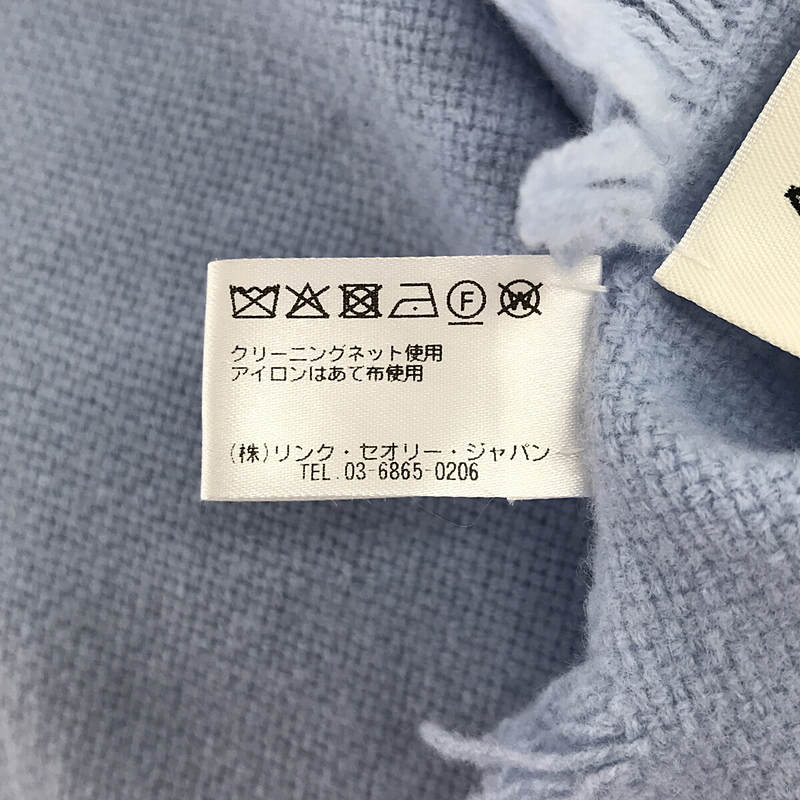 F W
クリーニングネット使用
アイロンはあて布使用
(株)リンク・セオリー・ジャパン
TEL.03-6865-0206